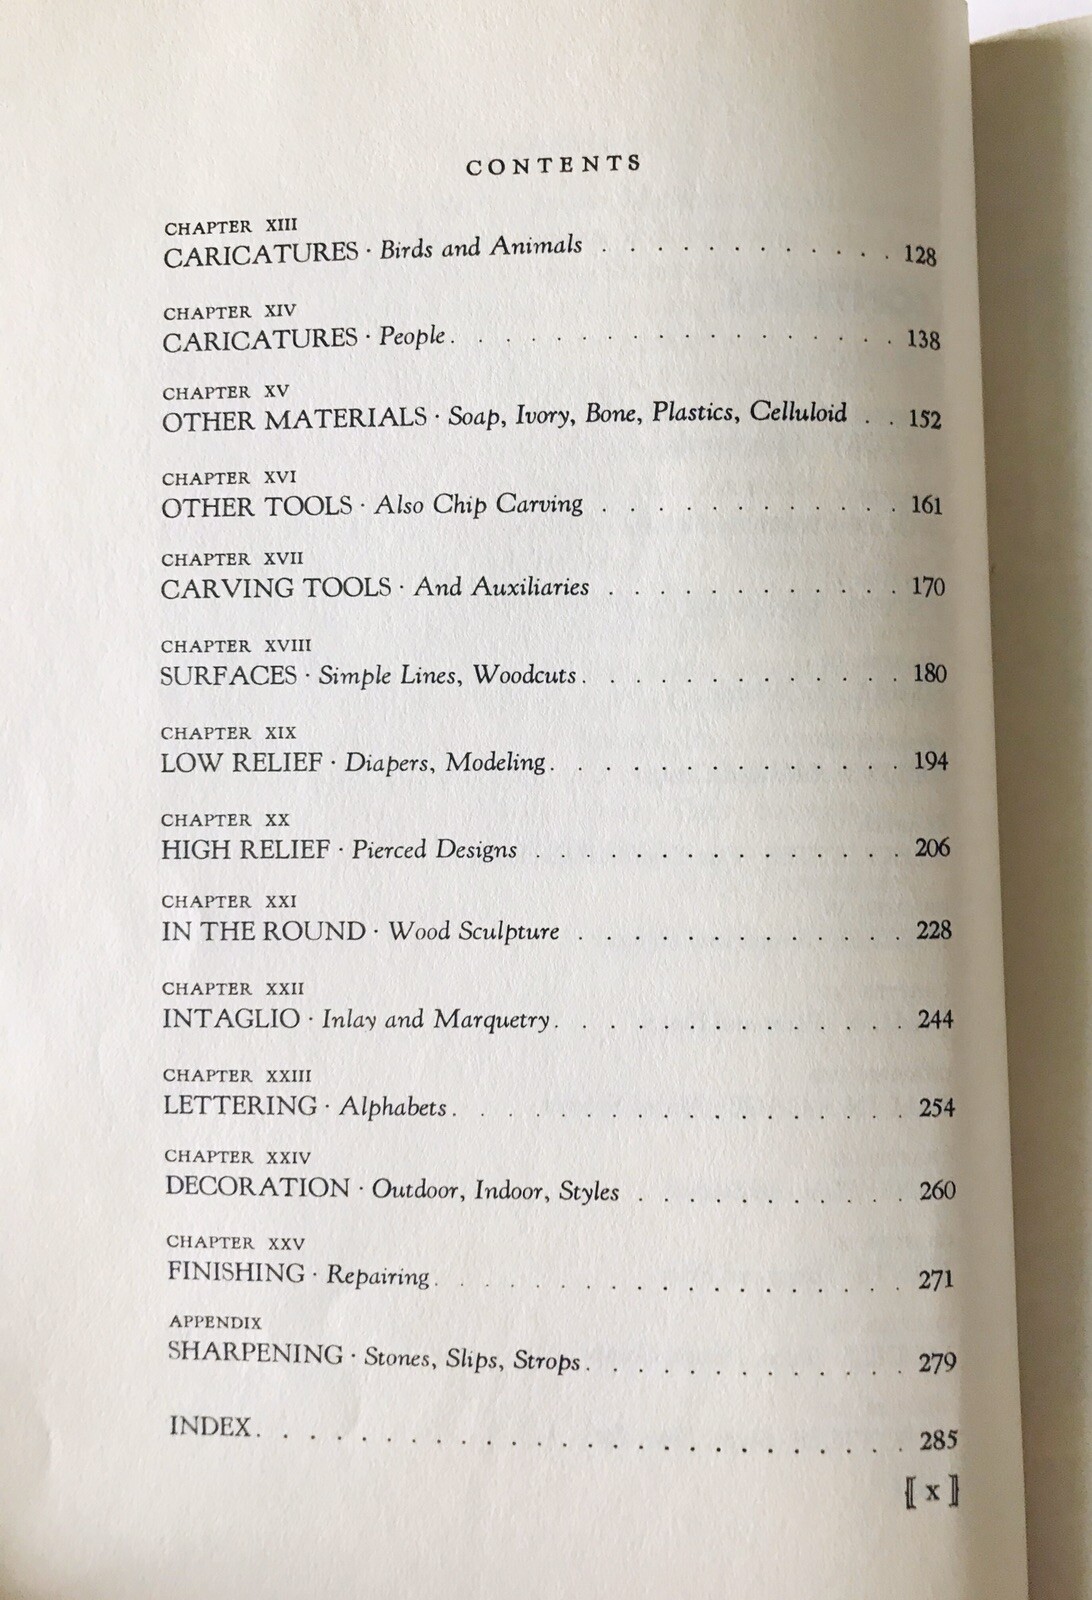 CONTENTS
CHAPTER XIII
CARICATURES · Birds and Animals . . . . . . . . . . . 128
CHAPTER XIV
CARICATURES · People . . . . . . . . . . . . . . . . . 138
CHAPTER XV
OTHER MATERIALS · Soap, Ivory, Bone, Plastics, Celluloid . . 152
CHAPTER XVI
OTHER TOOLS · Also Chip Carving . . . . . . . . . . . 161
CHAPTER XVII
CARVING TOOLS · And Auxiliaries . . . . . . . . . . . 170
CHAPTER XVIII
SURFACES · Simple Lines, Woodcuts . . . . . . . . . . . . 180
CHAPTER XIX
LOW RELIEF · Diapers, Modeling . . . . . . . . . . . . . 194
CHAPTER XX
HIGH RELIEF · Pierced Designs . . . . . . . . . . . . . . 206
CHAPTER XXI
IN THE ROUND · Wood Sculpture . . . . . . . . . . . . 228
CHAPTER XXII
INTAGLIO · Inlay and Marquetry . . . . . . . . . . . . . 244
CHAPTER XXIII
LETTERING · Alphabets . . . . . . . . . . . . . . . . . 254
CHAPTER XXIV
DECORATION · Outdoor, Indoor, Styles . . . . . . . . . . 260
CHAPTER XXV
FINISHING · Repairing . . . . . . . . . . . . . . . . . 271
APPENDIX
SHARPENING · Stones, Slips, Strops . . . . . . . . . . . . 279
INDEX . . . . . . . . . . . . . . . . . . . . . . . . 285
⟦ x ⟧